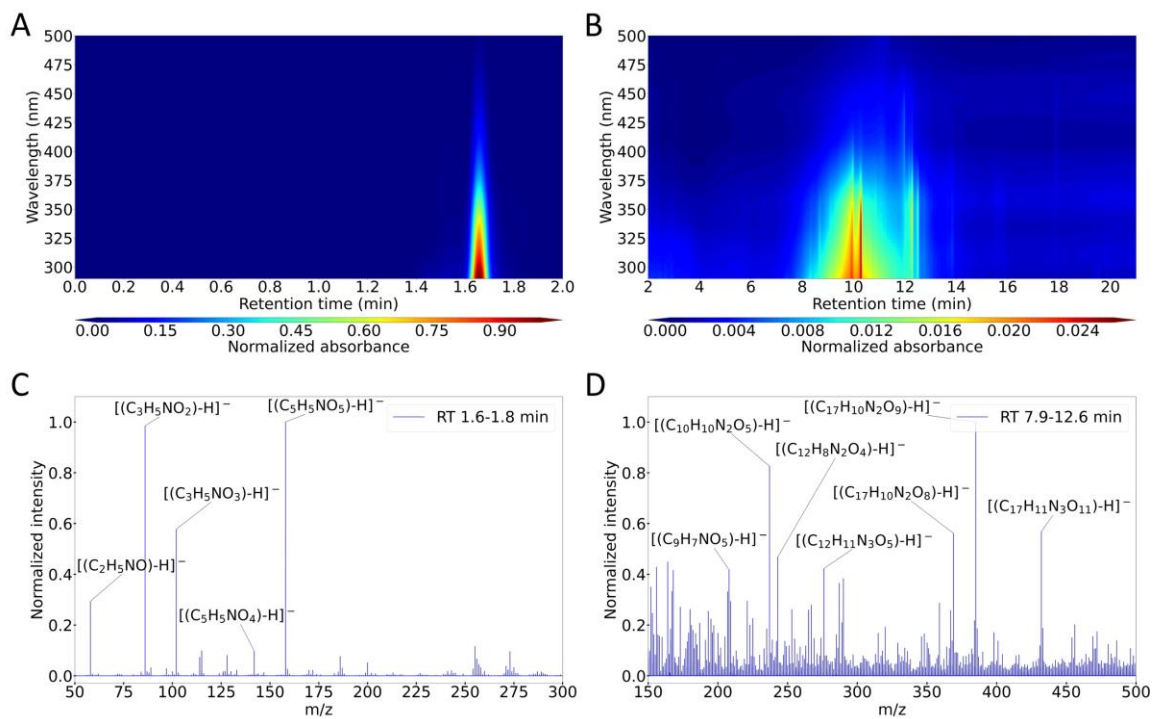 A
B
500
475
450
425
400
375
350
325
300
Wavelength (nm)
0.0 0.2 0.4 0.6 0.8 1.0 1.2 1.4 1.6 1.8 2.0
Retention time (min)
0.00 0.15 0.30 0.45 0.60 0.75 0.90
Normalized absorbance
500
475
450
425
400
375
350
325
300
Wavelength (nm)
2 4 6 8 10 12 14 16 18 20
Retention time (min)
0.000 0.004 0.008 0.012 0.016 0.020 0.024
Normalized absorbance
C
D
[(C₃H₅NO₂)-H]⁻
[(C₅H₅NO₅)-H]⁻
RT 1.6-1.8 min
[(C₃H₅NO₃)-H]⁻
[(C₂H₅NO)-H]⁻
[(C₅H₅NO₄)-H]⁻
1.0
0.8
0.6
0.4
0.2
0.0
Normalized intensity
50 75 100 125 150 175 200 225 250 275 300
m/z
[(C₁₇H₁₀N₂O₉)-H]⁻
RT 7.9-12.6 min
[(C₁₀H₁₀N₂O₅)-H]⁻
[(C₁₂H₈N₂O₄)-H]⁻
[(C₁₇H₁₀N₂O₈)-H]⁻
[(C₁₇H₁₁N₃O₁₁)-H]⁻
[(C₉H₇NO₅)-H]⁻
[(C₁₂H₁₁N₃O₅)-H]⁻
1.0
0.8
0.6
0.4
0.2
0.0
Normalized intensity
150 200 250 300 350 400 450 500
m/z